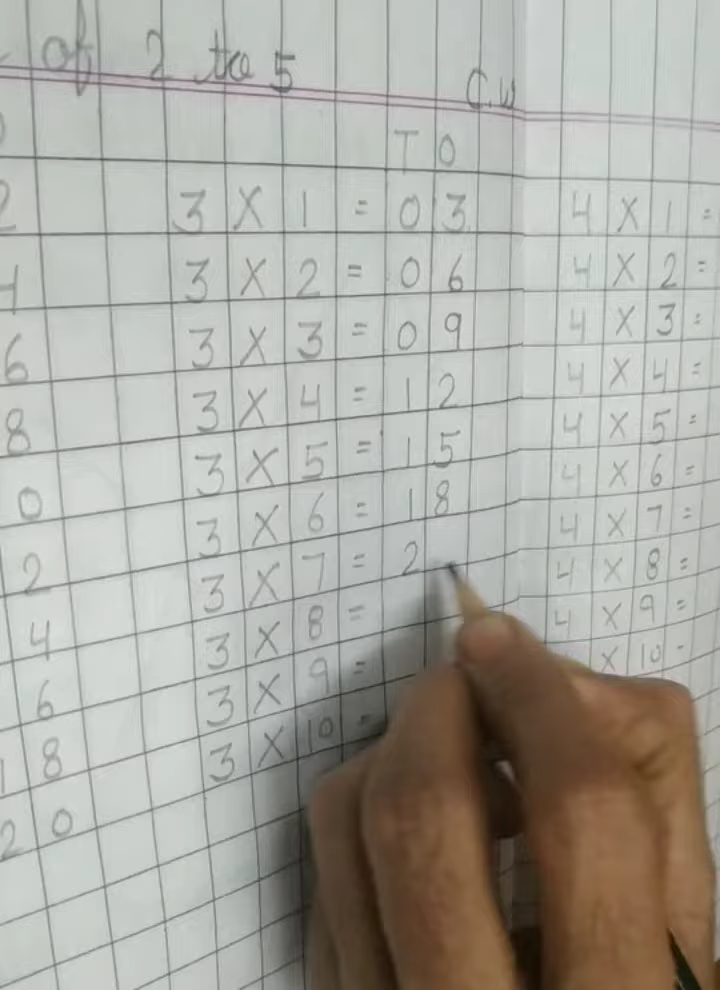 of 2 to 5
C.W
T O
2
3 X 1 = 0 3
4 X 1 =
4
3 X 2 = 0 6
4 X 2 =
6
3 X 3 = 0 9
4 X 3 =
8
3 X 4 = 1 2
4 X 4 =
0
3 X 5 = 1 5
4 X 5 =
2
3 X 6 = 1 8
4 X 6 =
4
3 X 7 = 2
4 X 7 =
6
3 X 8 =
4 X 8 =
1 8
3 X 9 =
4 X 9 =
2 0
3 X 10 =
X 10